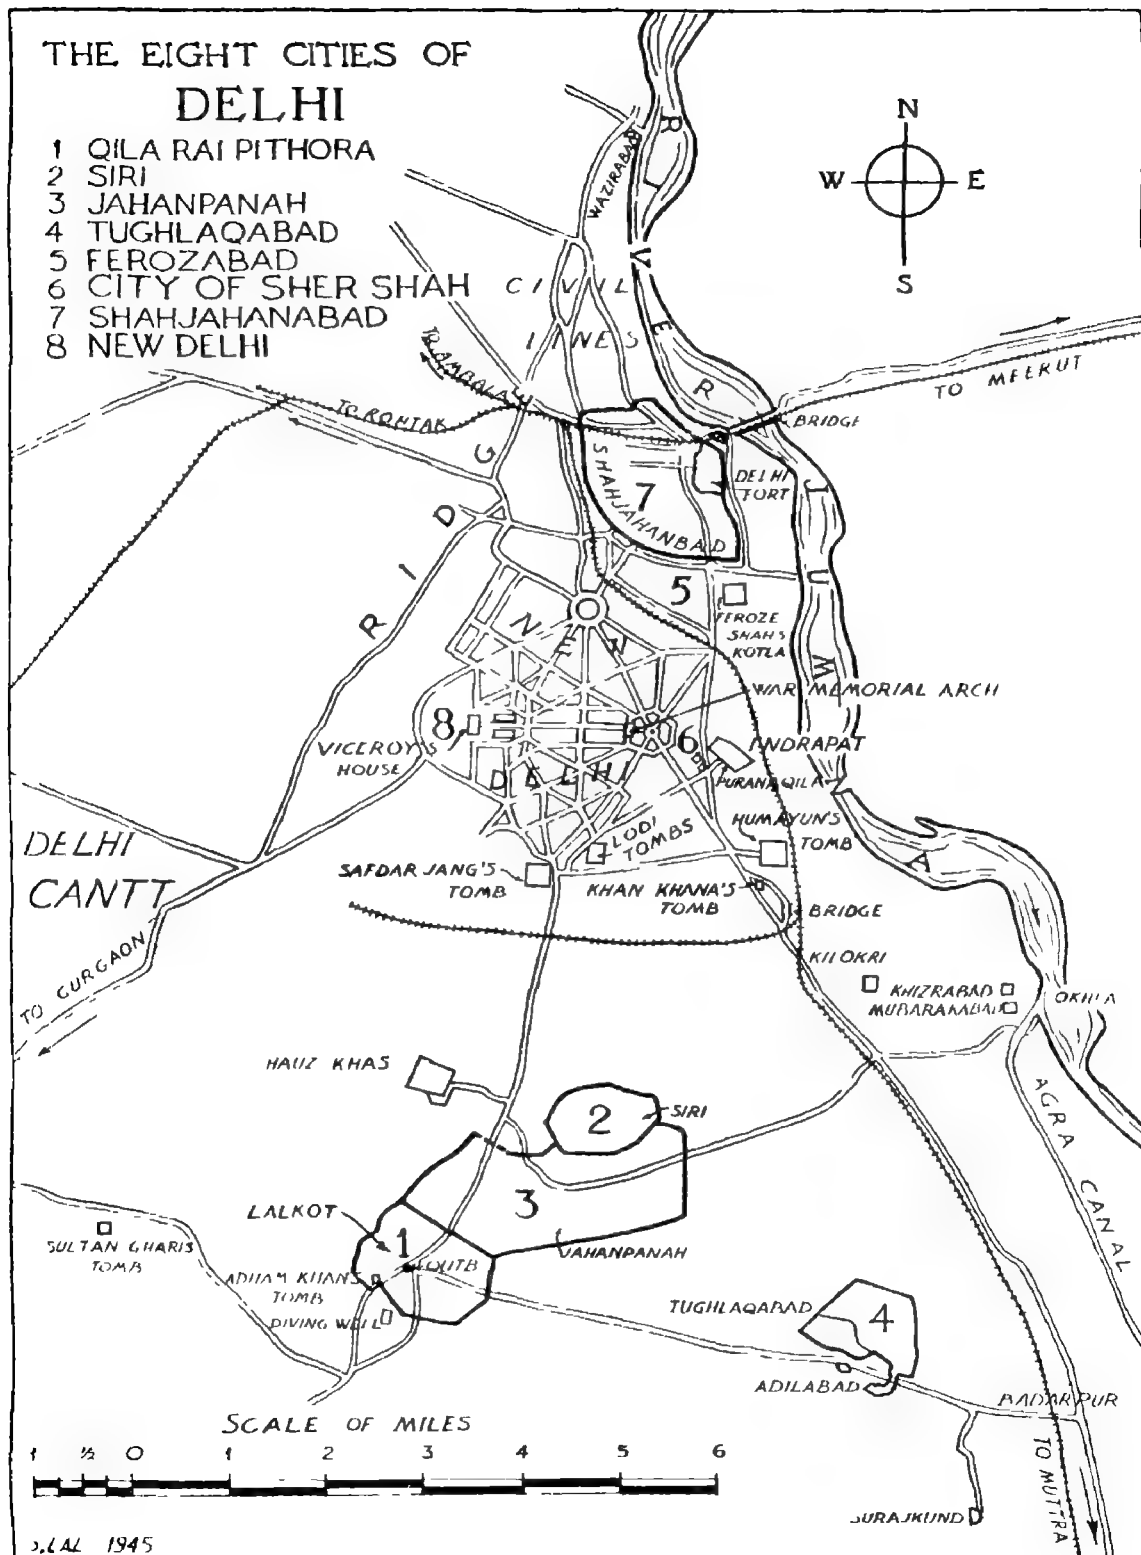 THE EIGHT CITIES OF
DELHI
1 QILA RAI PITHORA
2 SIRI
3 JAHANPANAH
4 TUGHLAQABAD
5 FEROZABAD
6 CITY OF SHER SHAH
7 SHAHJAHANABAD
8 NEW DELHI
N
W E
S
WAZIRABAD
RIVER JUMA
CIVIL
LINES
TO AMBALA
TO ROHTAK
TO MEERUT
BRIDGE
RIDG
SHAHJAHANBAD
7
DELHI
FORT
5
FEROZE
SHAH'S
KOTLA
NEW
DELHI
WAR MEMORIAL ARCH
8
VICEROY'S
HOUSE
6
INDRAPAT
PURANA QILA
HUMAYUN'S
TOMB
LODI
TOMBS
DELHI
CANTT
SAFDAR JANG'S
TOMB
KHAN KHANA'S
TOMB
BRIDGE
KILOKRI
TO GURGAON
KHIZRABAD
MUBARAKABAD
OKHLA
HAUZ KHAS
2
SIRI
AGRA CANAL
3
LALKOT
1
QUTB
JAHANPANAH
SULTAN GHARIS
TOMB
ADHAM KHAN'S
TOMB
DIVING WELL
TUGHLAQABAD
4
ADILABAD
BADARPUR
TO MUTTRA
SURAJKUND
SCALE OF MILES
1 ½ 0 1 2 3 4 5 6
LAL 1945